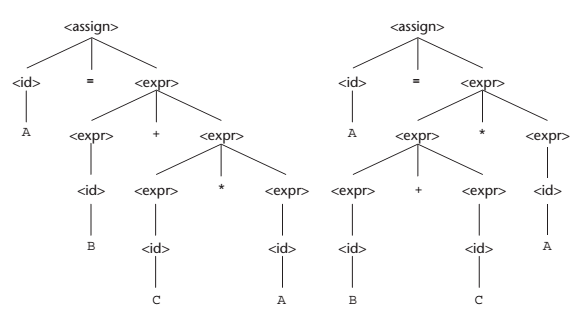 <assign> <assign>
<id> = <expr> <id> = <expr>
A <expr> + <expr> A <expr> * <expr>
<id> <expr> * <expr> <expr> + <expr> <id>
B <id> <id> <id> <id> A
C A B C